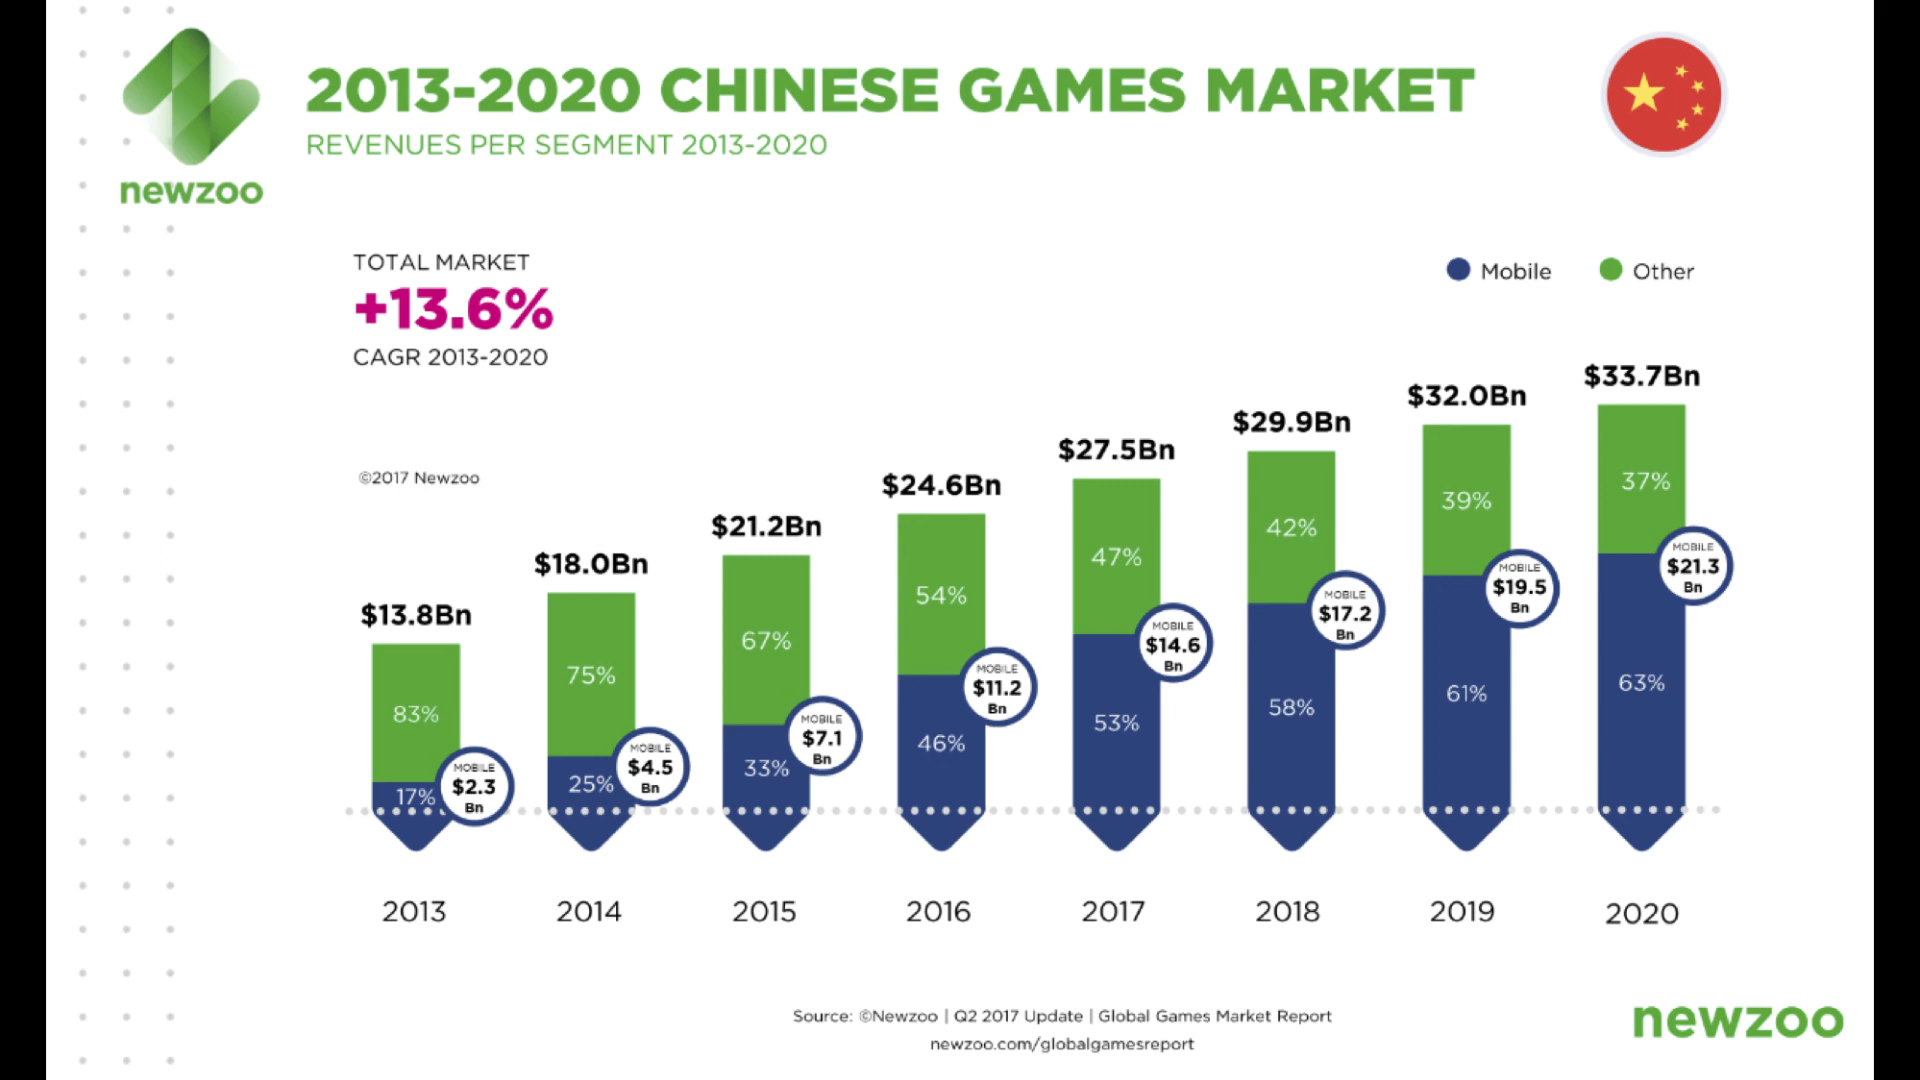 2013-2020 CHINESE GAMES MARKET
REVENUES PER SEGMENT 2013-2020
newzoo
TOTAL MARKET
+13.6%
CAGR 2013-2020
Mobile
Other
©2017 Newzoo
$13.8Bn
83%
17%
MOBILE
$2.3
Bn
$18.0Bn
75%
25%
MOBILE
$4.5
Bn
$21.2Bn
67%
33%
MOBILE
$7.1
Bn
$24.6Bn
54%
46%
MOBILE
$11.2
Bn
$27.5Bn
47%
53%
MOBILE
$14.6
Bn
$29.9Bn
42%
58%
MOBILE
$17.2
Bn
$32.0Bn
39%
61%
MOBILE
$19.5
Bn
$33.7Bn
37%
63%
MOBILE
$21.3
Bn
2013
2014
2015
2016
2017
2018
2019
2020
Source: ©Newzoo | Q2 2017 Update | Global Games Market Report
newzoo.com/globalgamesreport
newzoo